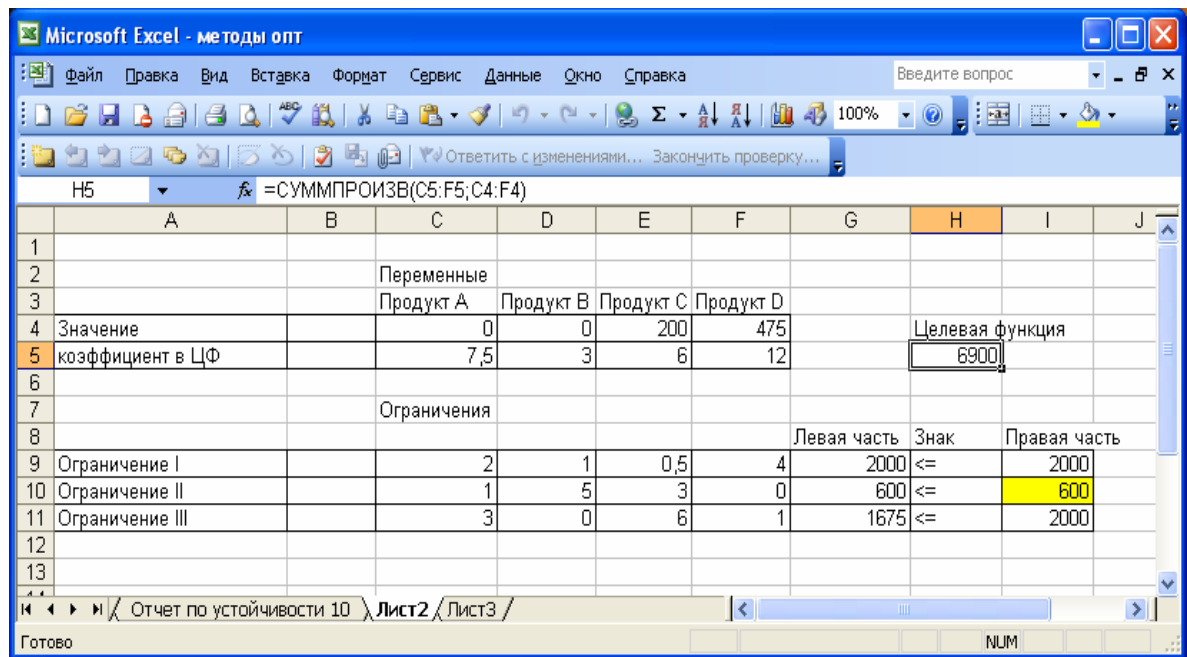 Microsoft Excel - методы опт
Файл Правка Вид Вставка Формат Сервис Данные Окно Справка Введите вопрос
100%
Ответить с изменениями... Закончить проверку...
H5 fx =СУММПРОИЗВ(C5:F5;C4:F4)
A B C D E F G H I J
1
2 Переменные
3 Продукт A Продукт B Продукт C Продукт D
4 Значение 0 0 200 475 Целевая функция
5 коэффициент в ЦФ 7,5 3 6 12 6900
6
7 Ограничения
8 Левая часть Знак Правая часть
9 Ограничение I 2 1 0,5 4 2000 <= 2000
10 Ограничение II 1 5 3 0 600 <= 600
11 Ограничение III 3 0 6 1 1675 <= 2000
12
13
Отчет по устойчивости 10 Лист2 Лист3
Готово NUM